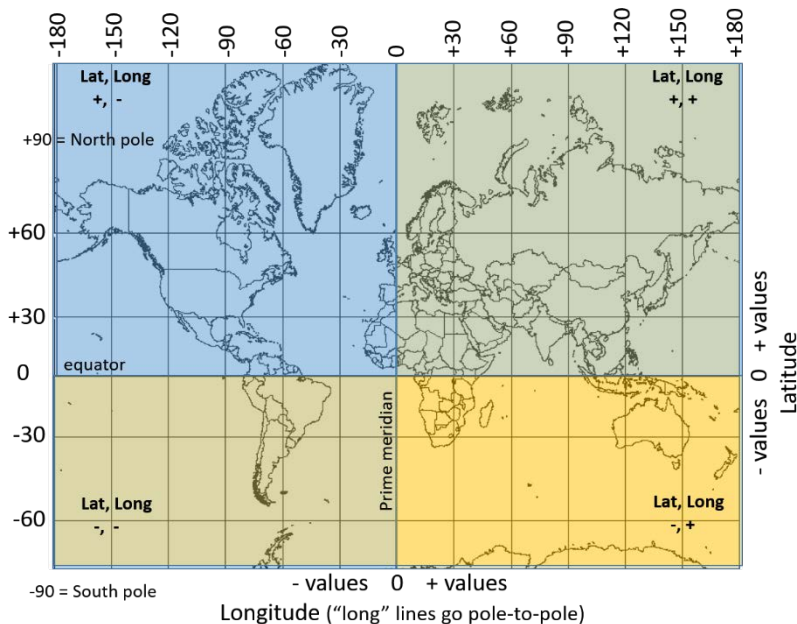 -180 -150 -120 -90 -60 -30 0 +30 +60 +90 +120 +150 +180
Lat, Long
+, -
Lat, Long
+, +
+90 = North pole
+60
+30
equator
0
-30
-60
Prime meridian
- values 0 + values
Latitude
Lat, Long
-, -
Lat, Long
-, +
-90 = South pole
- values 0 + values
Longitude (“long” lines go pole-to-pole)